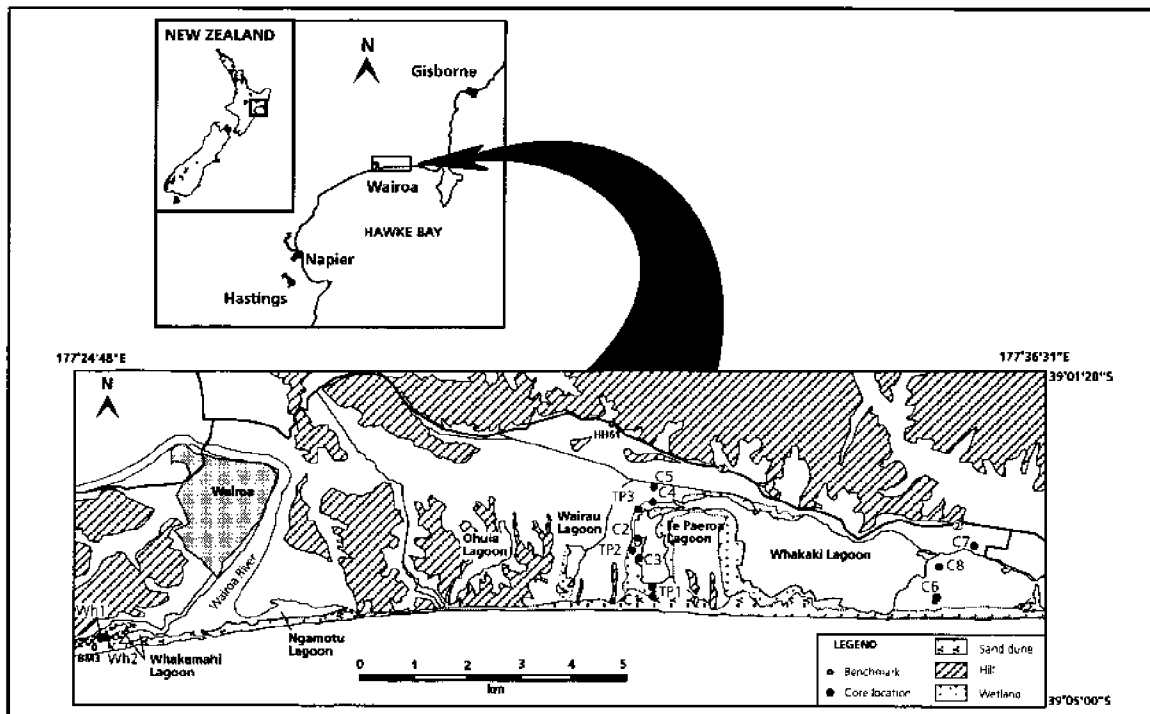 NEW ZEALAND
N
Gisborne
Wairoa
HAWKE BAY
Napier
Hastings
177°24'48"E
177°36'31"E
39°01'20"S
N
HH61
Wairoa
C5
C4
TP3
Wairau
Lagoon
C2
Te Paeroa
Lagoon
Ohuia
Lagoon
TP2
C3
Whakaki Lagoon
C7
C8
Wairoa River
C6
C1
TP1
Wh1
BM3
Wh2
Whakamahi
Lagoon
Ngamotu
Lagoon
0 1 2 3 4 5
km
LEGEND
Benchmark
Core location
Sand dune
Hill
Wetland
39°05'00"S